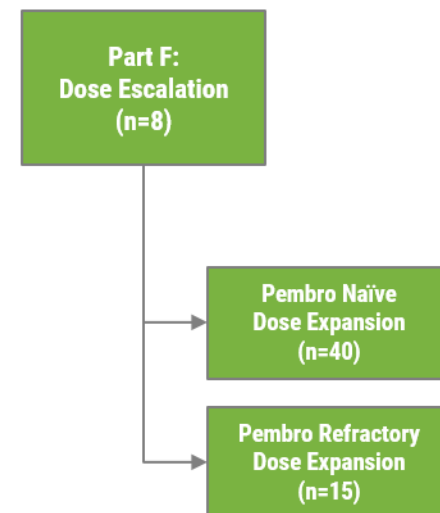 Part F:
Dose Escalation
(n=8)
Pembro Naïve
Dose Expansion
(n=40)
Pembro Refractory
Dose Expansion
(n=15)